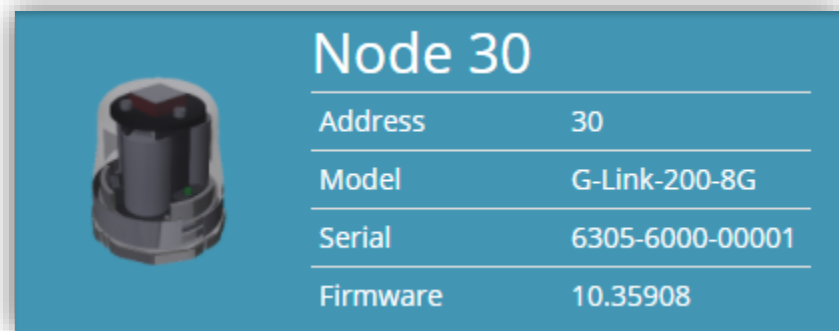 Node 30
Address 30
Model G-Link-200-8G
Serial 6305-6000-00001
Firmware 10.35908